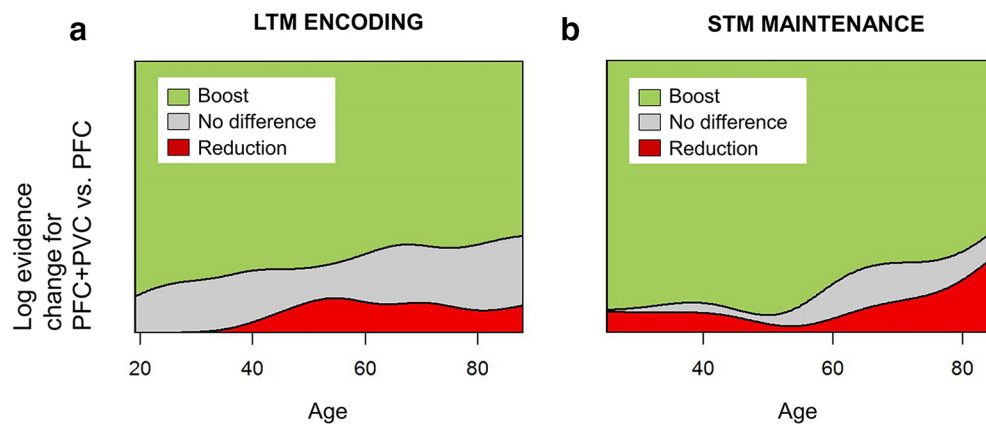 a
LTM ENCODING
Log evidence
change for
PFC+PVC vs. PFC
Boost
No difference
Reduction
20
40
60
80
Age
b
STM MAINTENANCE
Boost
No difference
Reduction
40
60
80
Age